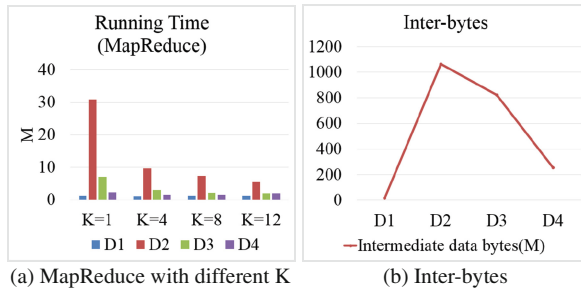 Running Time
(MapReduce)
40
30
20
10
0
M
K=1 K=4 K=8 K=12
D1 D2 D3 D4
(a) MapReduce with different K
Inter-bytes
1200
1000
800
600
400
200
0
D1 D2 D3 D4
Intermediate data bytes(M)
(b) Inter-bytes